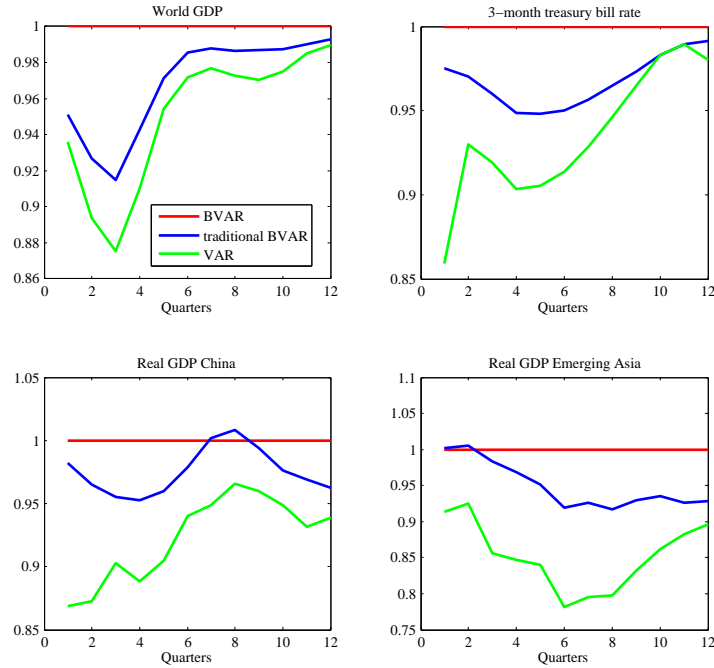 World GDP
1
0.98
0.96
0.94
0.92
0.9
0.88
0.86
0 2 4 6 8 10 12
Quarters
BVAR
traditional BVAR
VAR
3−month treasury bill rate
1
0.95
0.9
0.85
0 2 4 6 8 10 12
Quarters
Real GDP China
1.05
1
0.95
0.9
0.85
0 2 4 6 8 10 12
Quarters
Real GDP Emerging Asia
1.1
1.05
1
0.95
0.9
0.85
0.8
0.75
0 2 4 6 8 10 12
Quarters